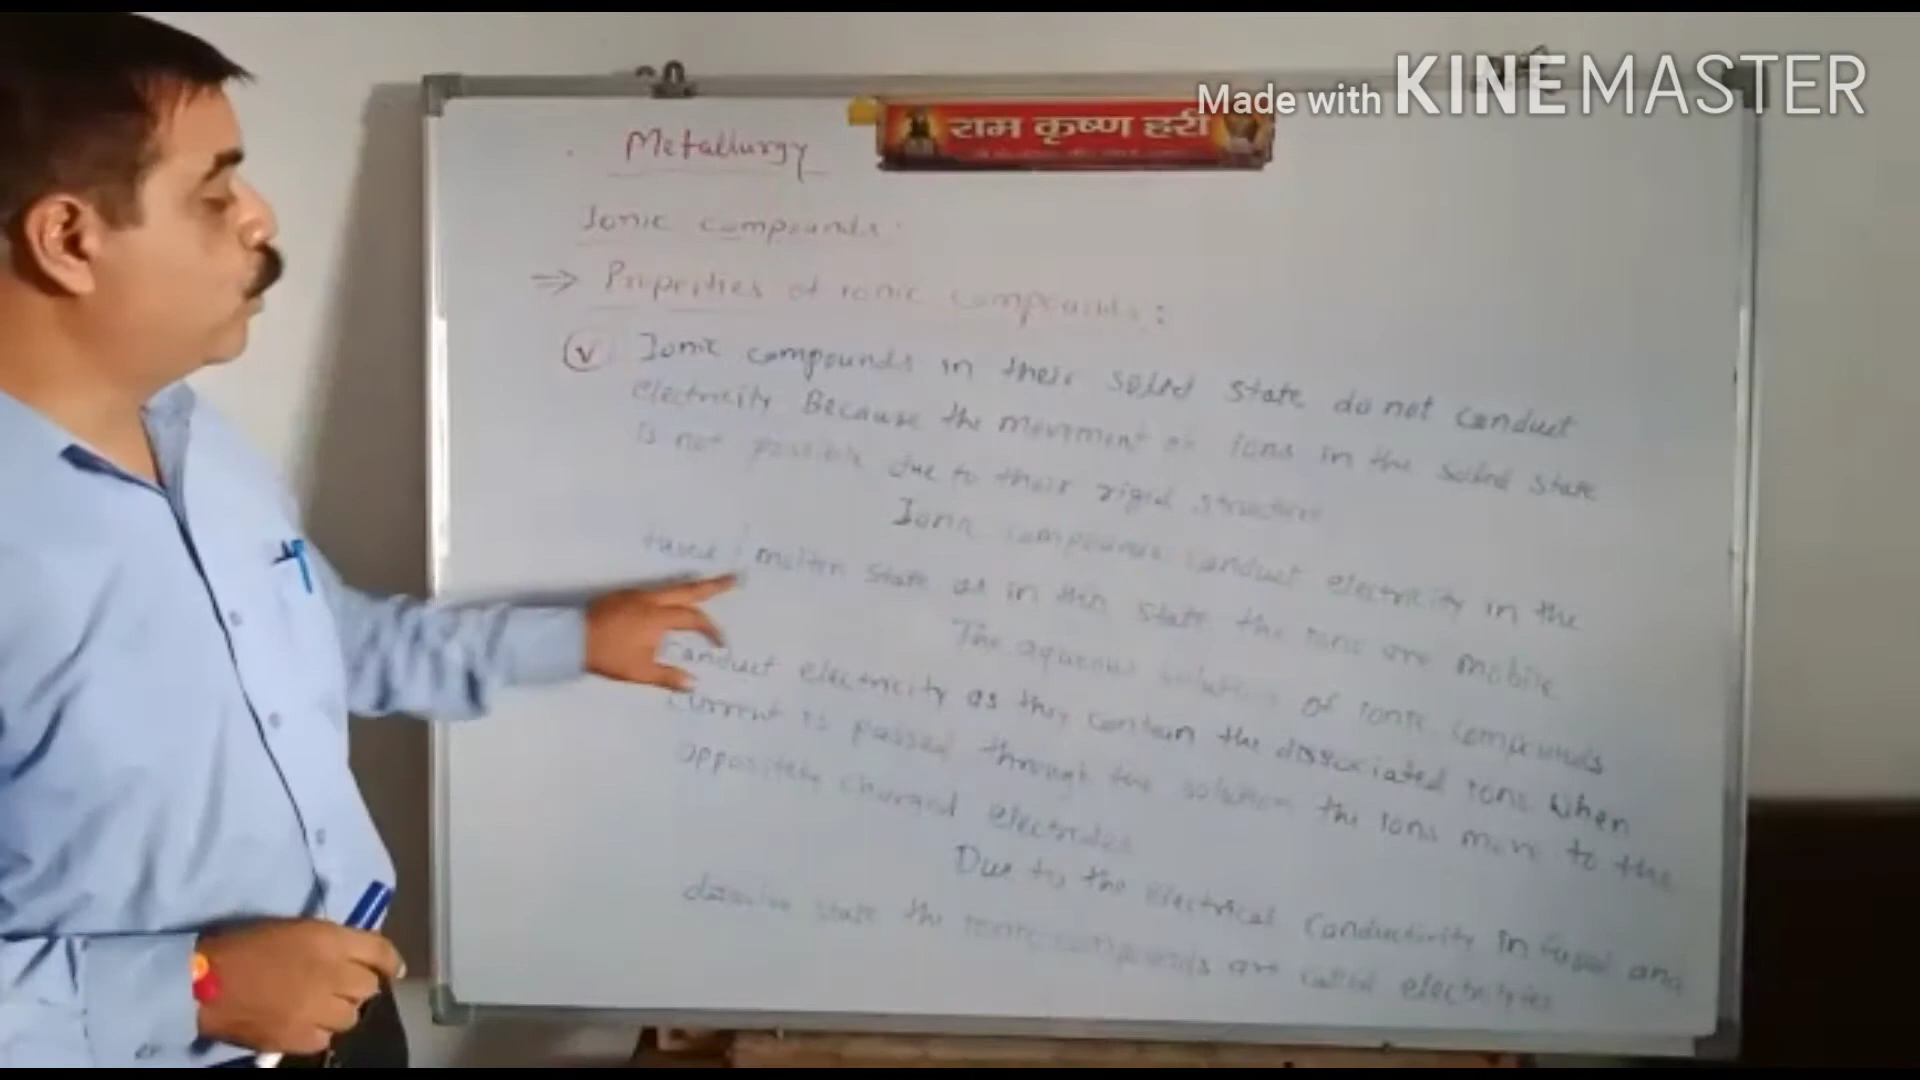 Made with KINEMASTER
राम कृष्ण हरी
Metallurgy
Ionic compounds:
⇒ Properties of ionic compounds:
(v) Ionic compounds in their solid state do not conduct
electricity Because the movement of ions in the solid state
is not possible due to their rigid structure
Ionic compounds conduct electricity in the
fused / molten state as in this state the ions are mobile
The aqueous solution of ionic compounds
conduct electricity as they contain the dissociated ions when
current is passed through the solution the ions move to the
oppositely charged electrodes
Due to the electrical conductivity in fused and
dissolve state the ionic compounds are called electrolytes